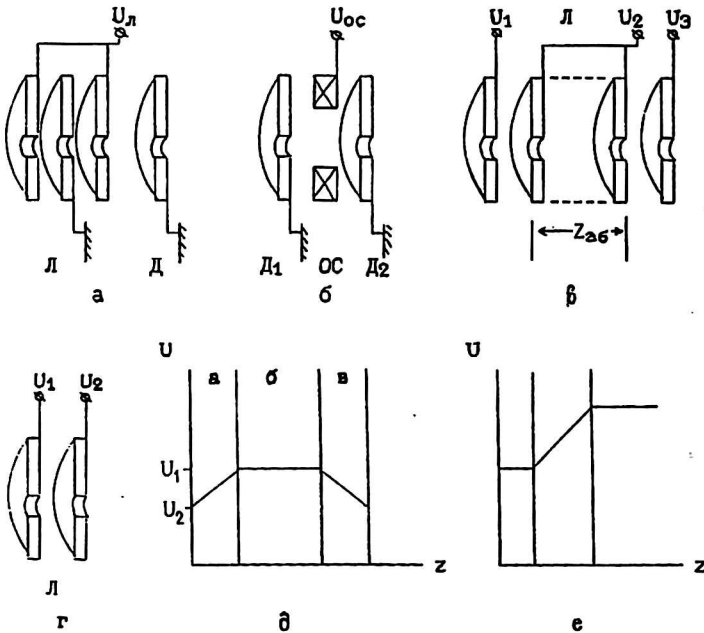 Uл
Uос
U1 Л U2 U3
Zаб
Л Д Д1 ОС Д2
а б в
U U
а б в
U1 U2
U1
U2
z z
Л
г д е